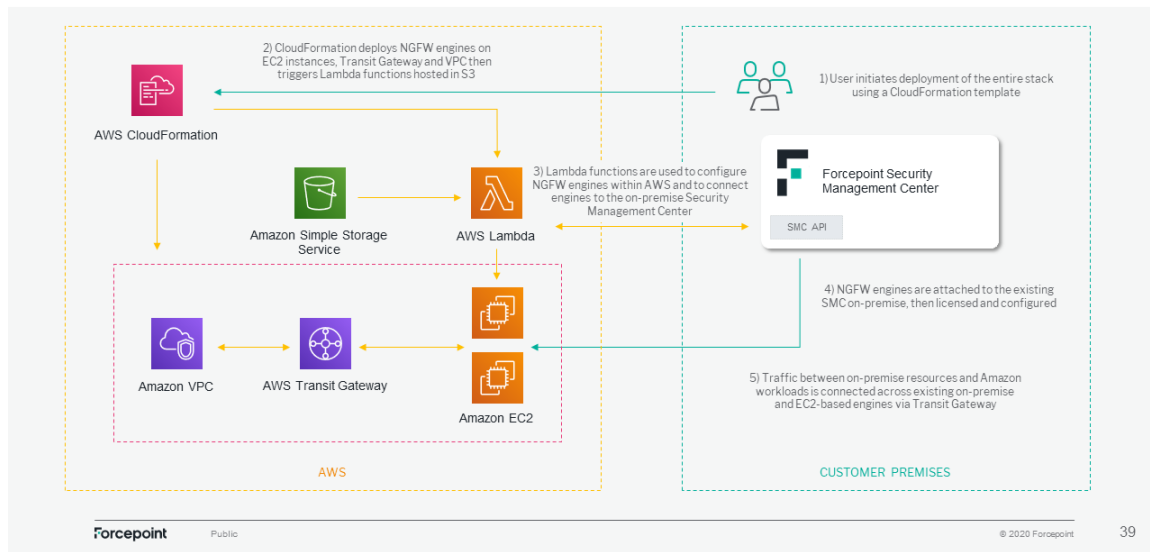 2) CloudFormation deploys NGFW engines on
EC2 instances, Transit Gateway and VPC then
triggers Lambda functions hosted in S3
1) User initiates deployment of the entire stack
using a CloudFormation template
AWS CloudFormation
3) Lambda functions are used to configure
NGFW engines within AWS and to connect
engines to the on-premise Security
Management Center
Forcepoint Security
Management Center
SMC API
Amazon Simple Storage
Service
AWS Lambda
4) NGFW engines are attached to the existing
SMC on-premise, then licensed and configured
Amazon VPC
AWS Transit Gateway
Amazon EC2
5) Traffic between on-premise resources and Amazon
workloads is connected across existing on-premise
and EC2-based engines via Transit Gateway
AWS
CUSTOMER PREMISES
Forcepoint
Public
© 2020 Forcepoint
39